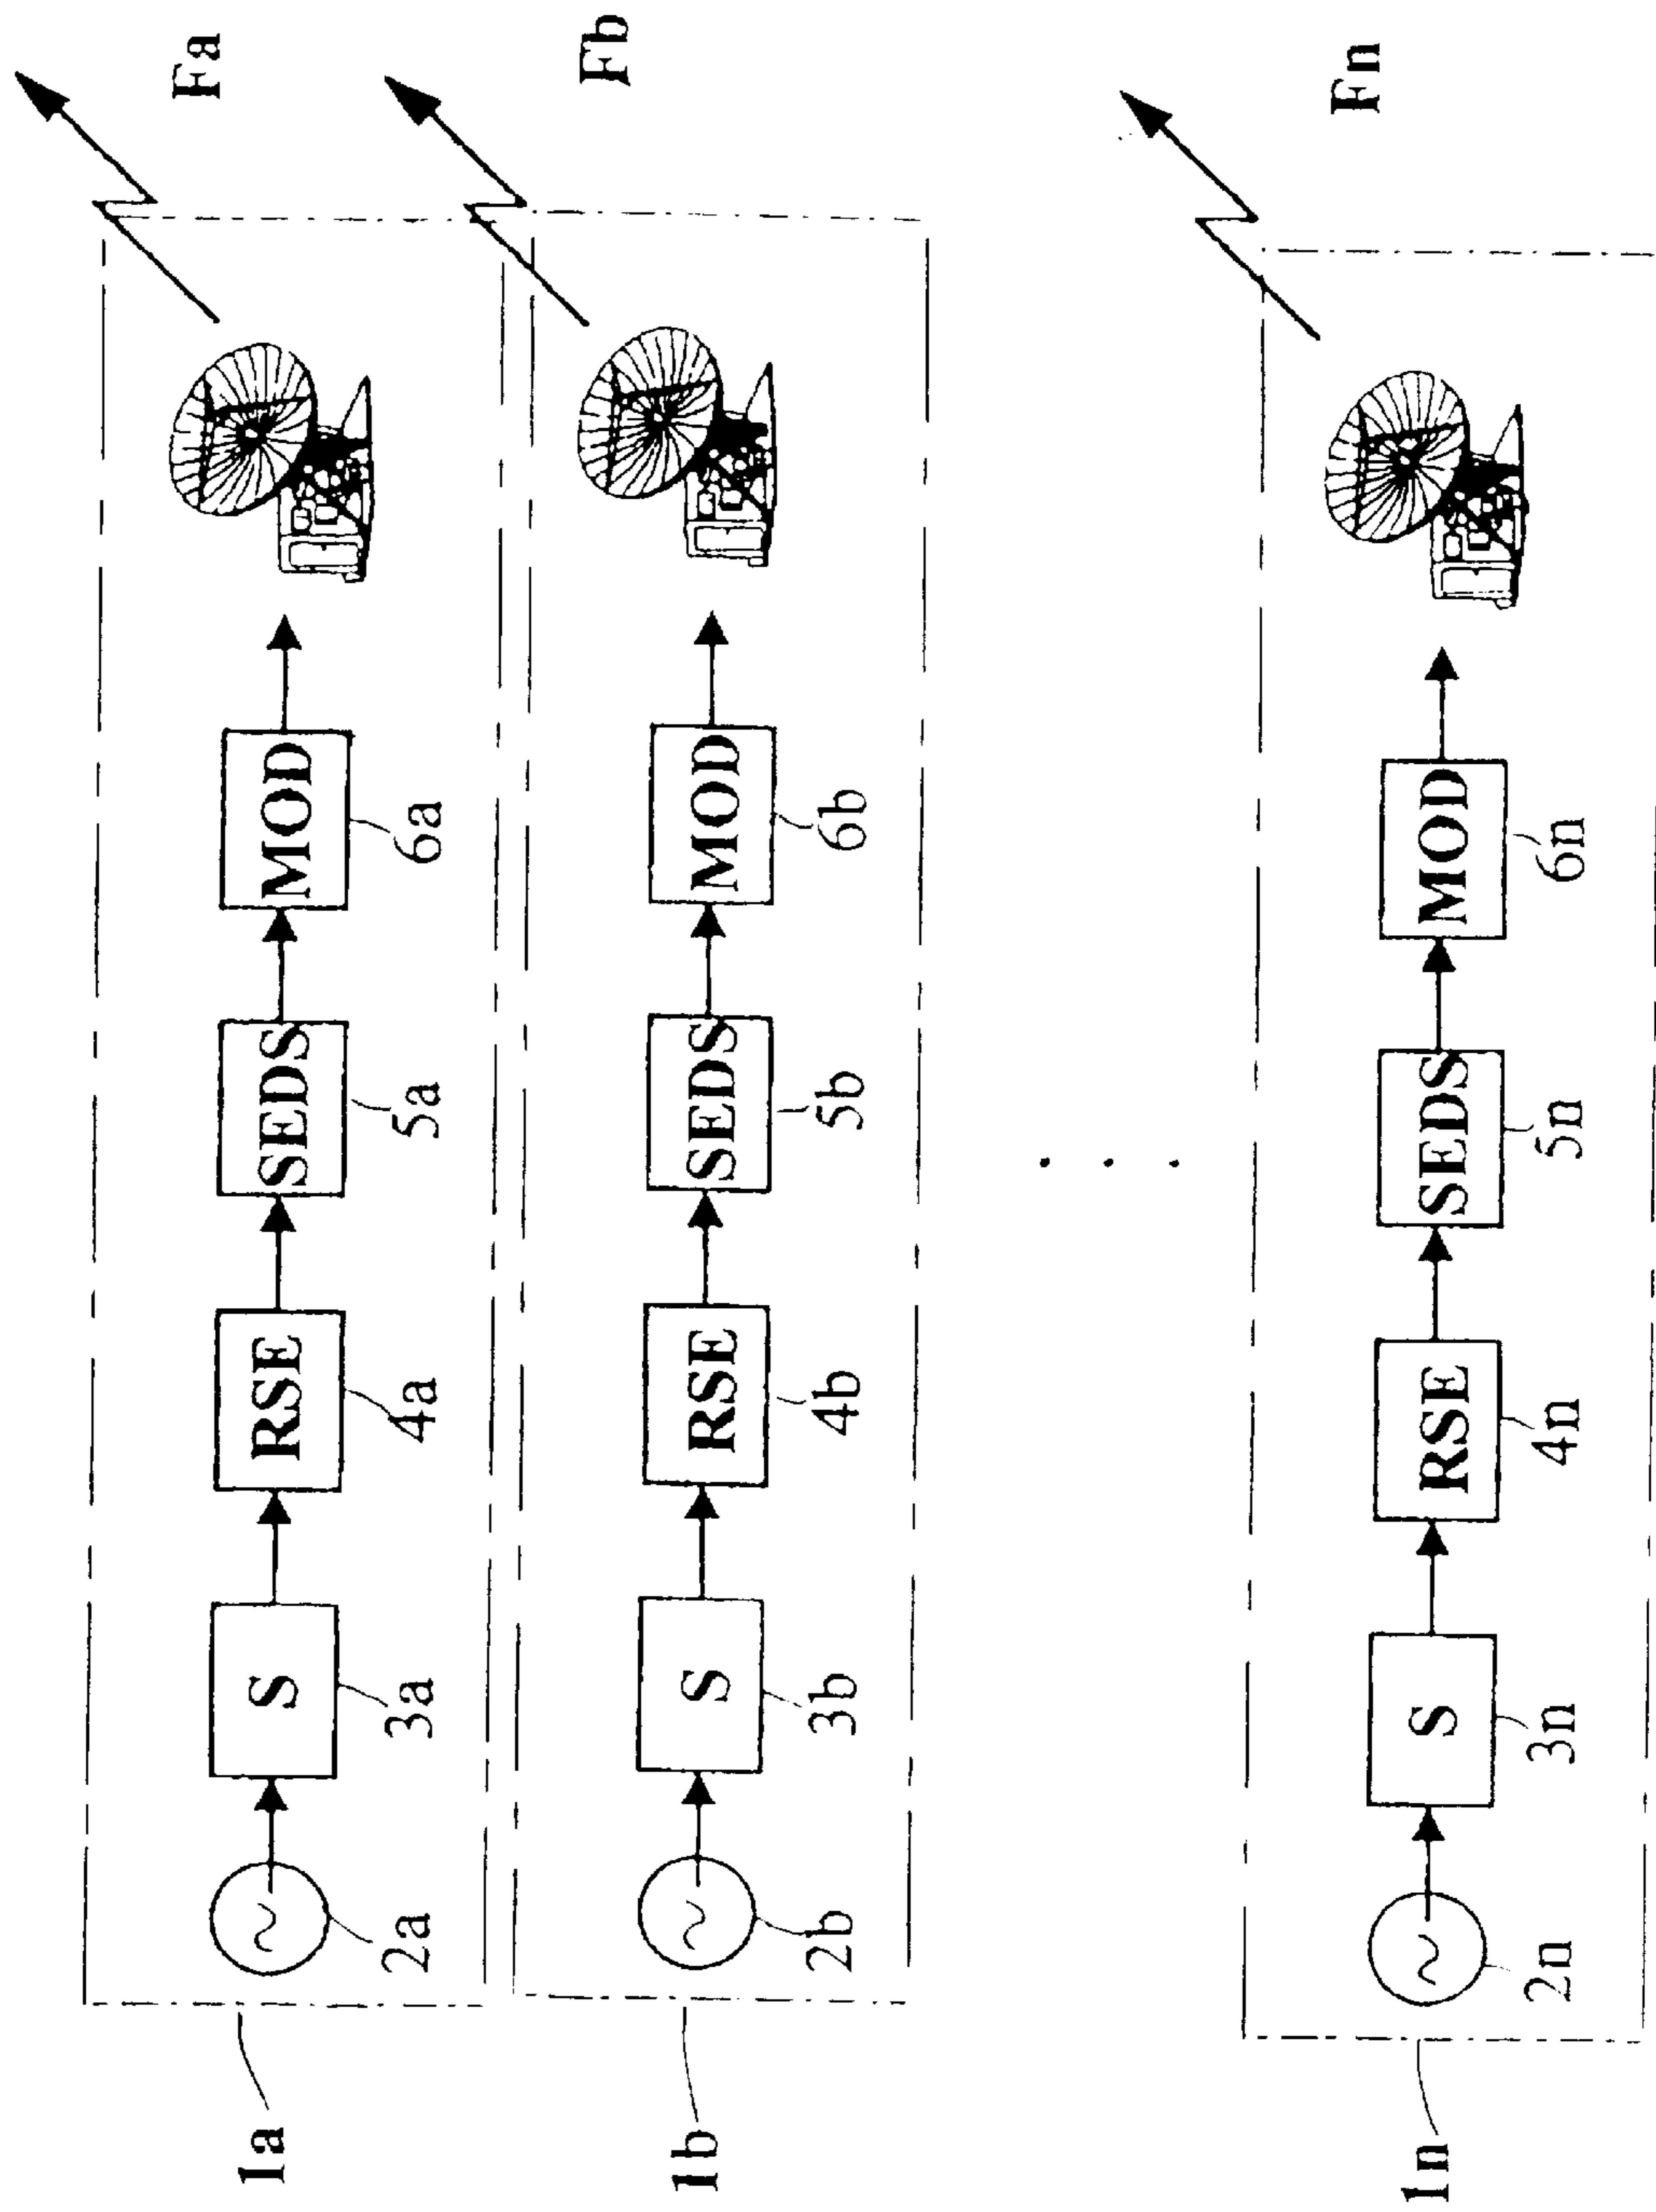 Fa
MOD
6a
SEDS
5a
RSE
4a
S
3a
2a
1a
Fb
MOD
6b
SEDS
5b
RSE
4b
S
3b
2b
1b
. . .
Fn
MOD
6n
SEDS
5n
RSE
4n
S
3n
2n
1n